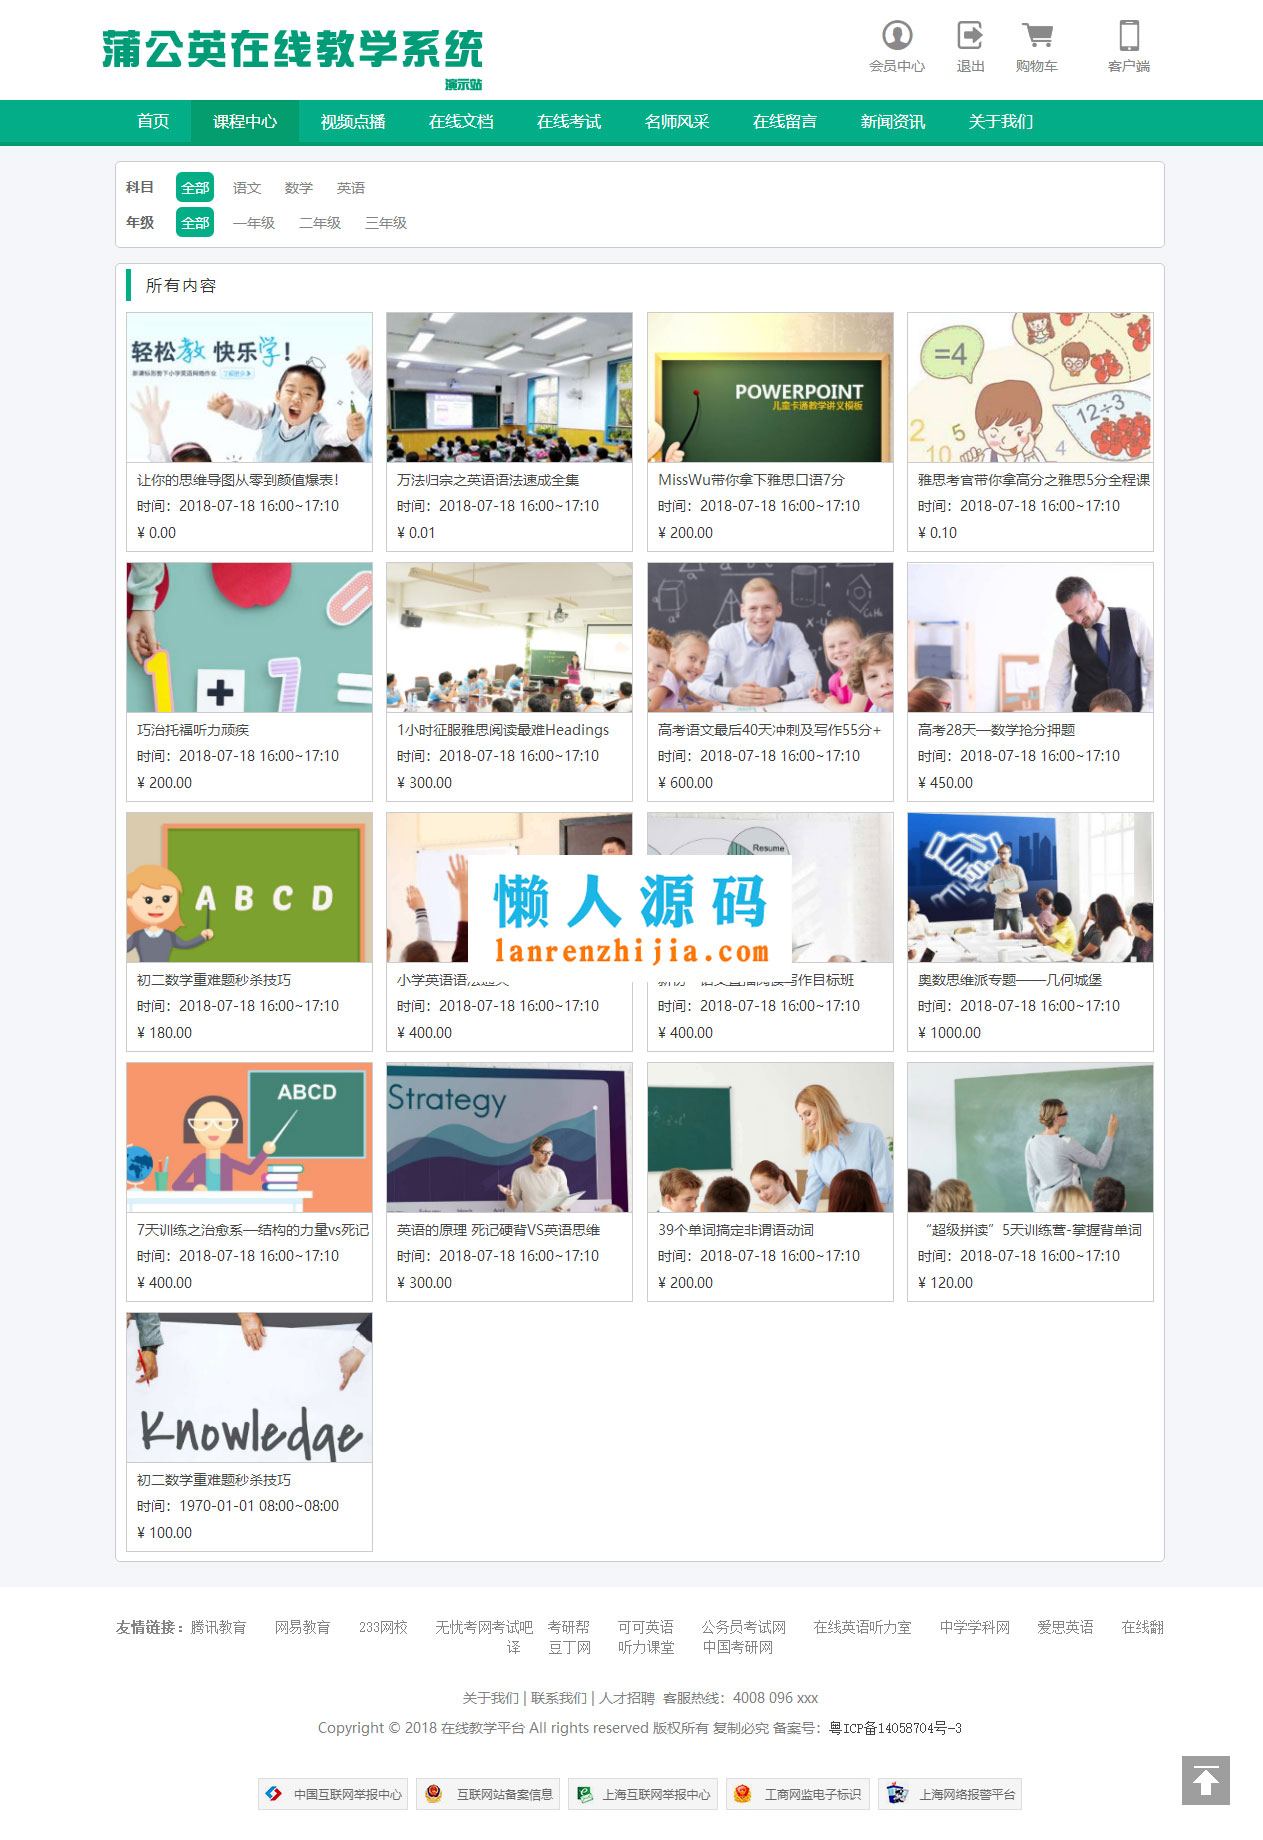 蒲公英在线教学系统
演示站
会员中心 退出 购物车 客户端
首页 课程中心 视频点播 在线文档 在线考试 名师风采 在线留言 新闻资讯 关于我们
科目 全部 语文 数学 英语
年级 全部 一年级 二年级 三年级
所有内容
轻松教 快乐学！
POWERPOINT
儿童卡通教学讲义模板
=4
12÷3
2 10 5 4
让你的思维导图从零到颜值爆表！
时间：2018-07-18 16:00~17:10
¥ 0.00
万法归宗之英语语法速成全集
时间：2018-07-18 16:00~17:10
¥ 0.01
MissWu带你拿下雅思口语7分
时间：2018-07-18 16:00~17:10
¥ 200.00
雅思考官带你拿高分之雅思5分全程课
时间：2018-07-18 16:00~17:10
¥ 0.10
1 + 7 =
巧治托福听力顽疾
时间：2018-07-18 16:00~17:10
¥ 200.00
1小时征服雅思阅读最难Headings
时间：2018-07-18 16:00~17:10
¥ 300.00
高考语文最后40天冲刺及写作55分+
时间：2018-07-18 16:00~17:10
¥ 600.00
高考28天—数学抢分押题
时间：2018-07-18 16:00~17:10
¥ 450.00
A B C D
Resume
懒人源码
lanrenzhijia.com
初二数学重难题秒杀技巧
时间：2018-07-18 16:00~17:10
¥ 180.00
小学英语语法通关
时间：2018-07-18 16:00~17:10
¥ 400.00
写作目标班
时间：2018-07-18 16:00~17:10
¥ 400.00
奥数思维派专题——几何城堡
时间：2018-07-18 16:00~17:10
¥ 1000.00
ABCD
Strategy
7天训练之治愈系—结构的力量vs死记
时间：2018-07-18 16:00~17:10
¥ 400.00
英语的原理 死记硬背VS英语思维
时间：2018-07-18 16:00~17:10
¥ 300.00
39个单词搞定非谓语动词
时间：2018-07-18 16:00~17:10
¥ 200.00
“超级拼读”5天训练营-掌握背单词
时间：2018-07-18 16:00~17:10
¥ 120.00
Knowledge
初二数学重难题秒杀技巧
时间：1970-01-01 08:00~08:00
¥ 100.00
友情链接：腾讯教育 网易教育 233网校 无忧考网考试吧 考研帮 可可英语 公务员考试网 在线英语听力室 中学学科网 爱思英语 在线翻
译 豆丁网 听力课堂 中国考研网
关于我们 | 联系我们 | 人才招聘 客服热线：4008 096 xxx
Copyright © 2018 在线教学平台 All rights reserved 版权所有 复制必究 备案号：粤ICP备14058704号-3
中国互联网举报中心 互联网站备案信息 上海互联网举报中心 工商网监电子标识 上海网络报警平台